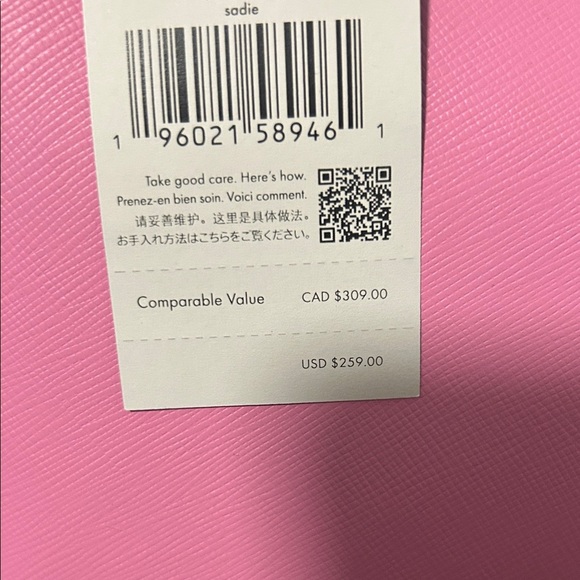 sadie
1 96021 58946 1
Take good care. Here's how.
Prenez-en bien soin. Voici comment.
请妥善维护。这里是具体做法。
お手入れ方法はこちらをご覧ください。
Comparable Value CAD $309.00
USD $259.00